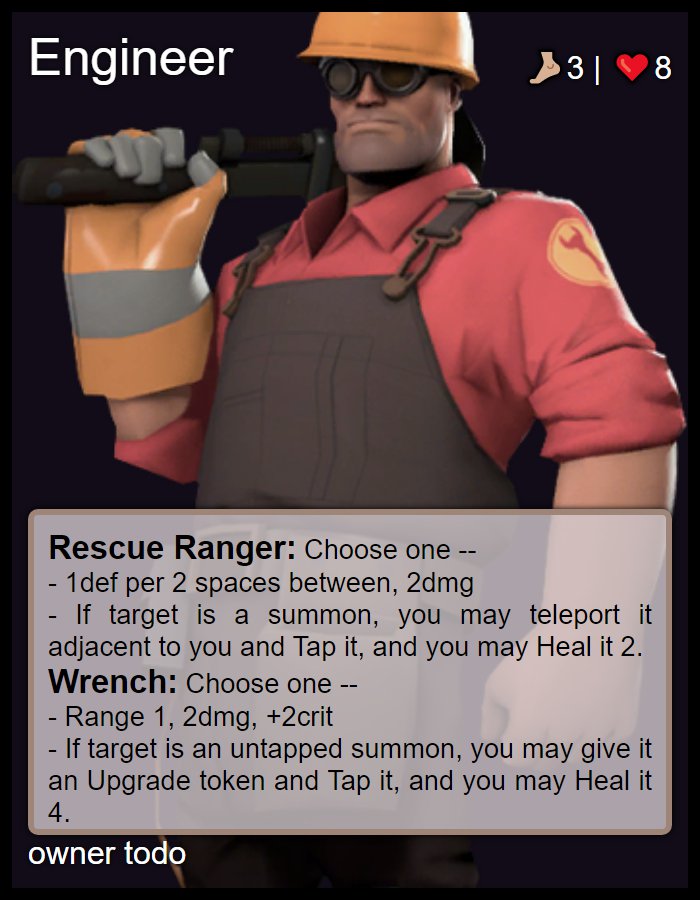 Engineer
3 | 8
Rescue Ranger: Choose one --
- 1def per 2 spaces between, 2dmg
- If target is a summon, you may teleport it
adjacent to you and Tap it, and you may Heal it 2.
Wrench: Choose one --
- Range 1, 2dmg, +2crit
- If target is an untapped summon, you may give it
an Upgrade token and Tap it, and you may Heal it
4.
owner todo